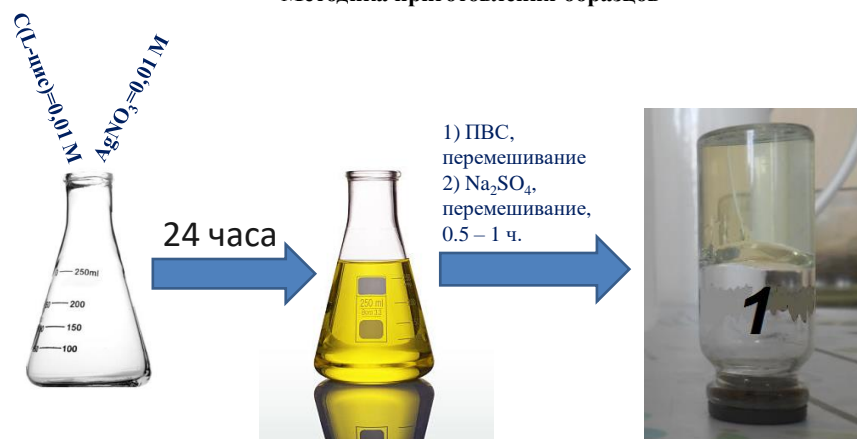 C(L-цис)=0,01 М
AgNO₃=0,01 М
250ml
200
150
100
24 часа
250 ml
1) ПВС,
перемешивание
2) Na₂SO₄,
перемешивание,
0.5 – 1 ч.
1